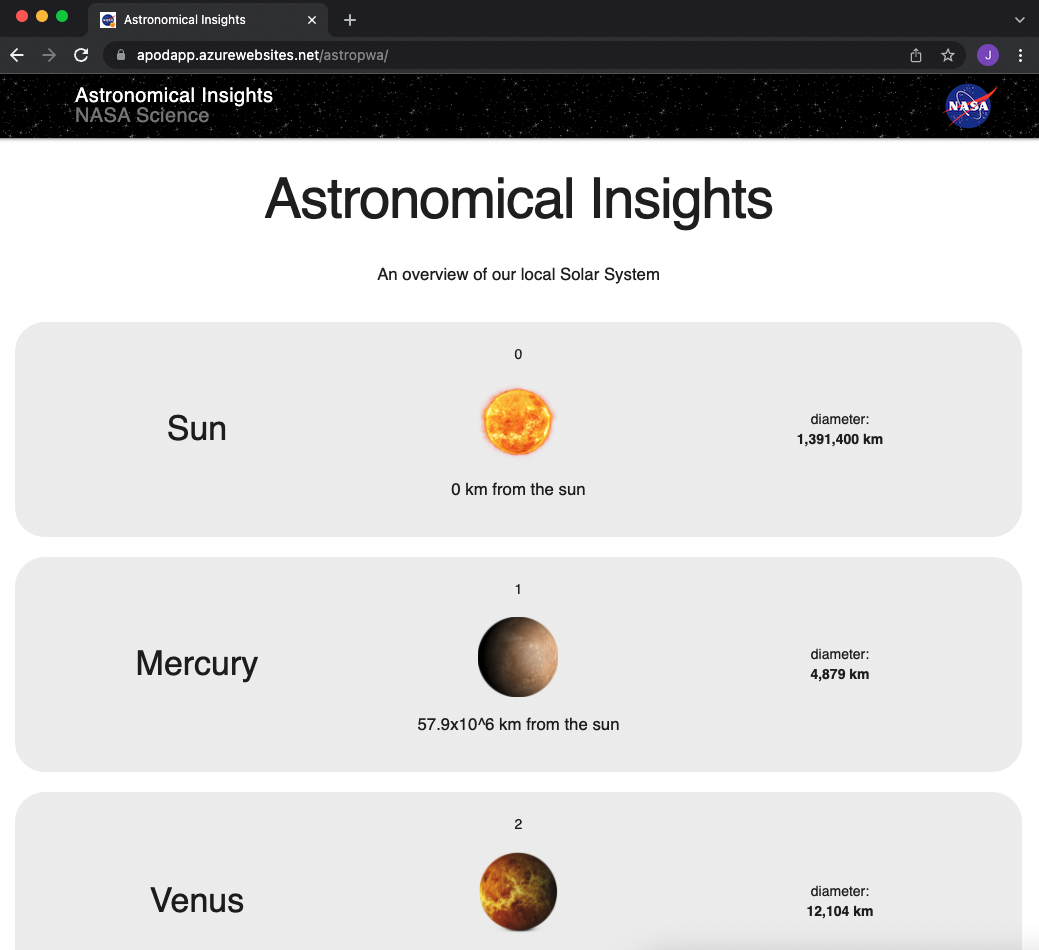 Astronomical Insights
apodapp.azurewebsites.net/astropwa/
J
Astronomical Insights
NASA Science
NASA
Astronomical Insights
An overview of our local Solar System
0
Sun
diameter:
1,391,400 km
0 km from the sun
1
Mercury
diameter:
4,879 km
57.9x10^6 km from the sun
2
Venus
diameter:
12,104 km